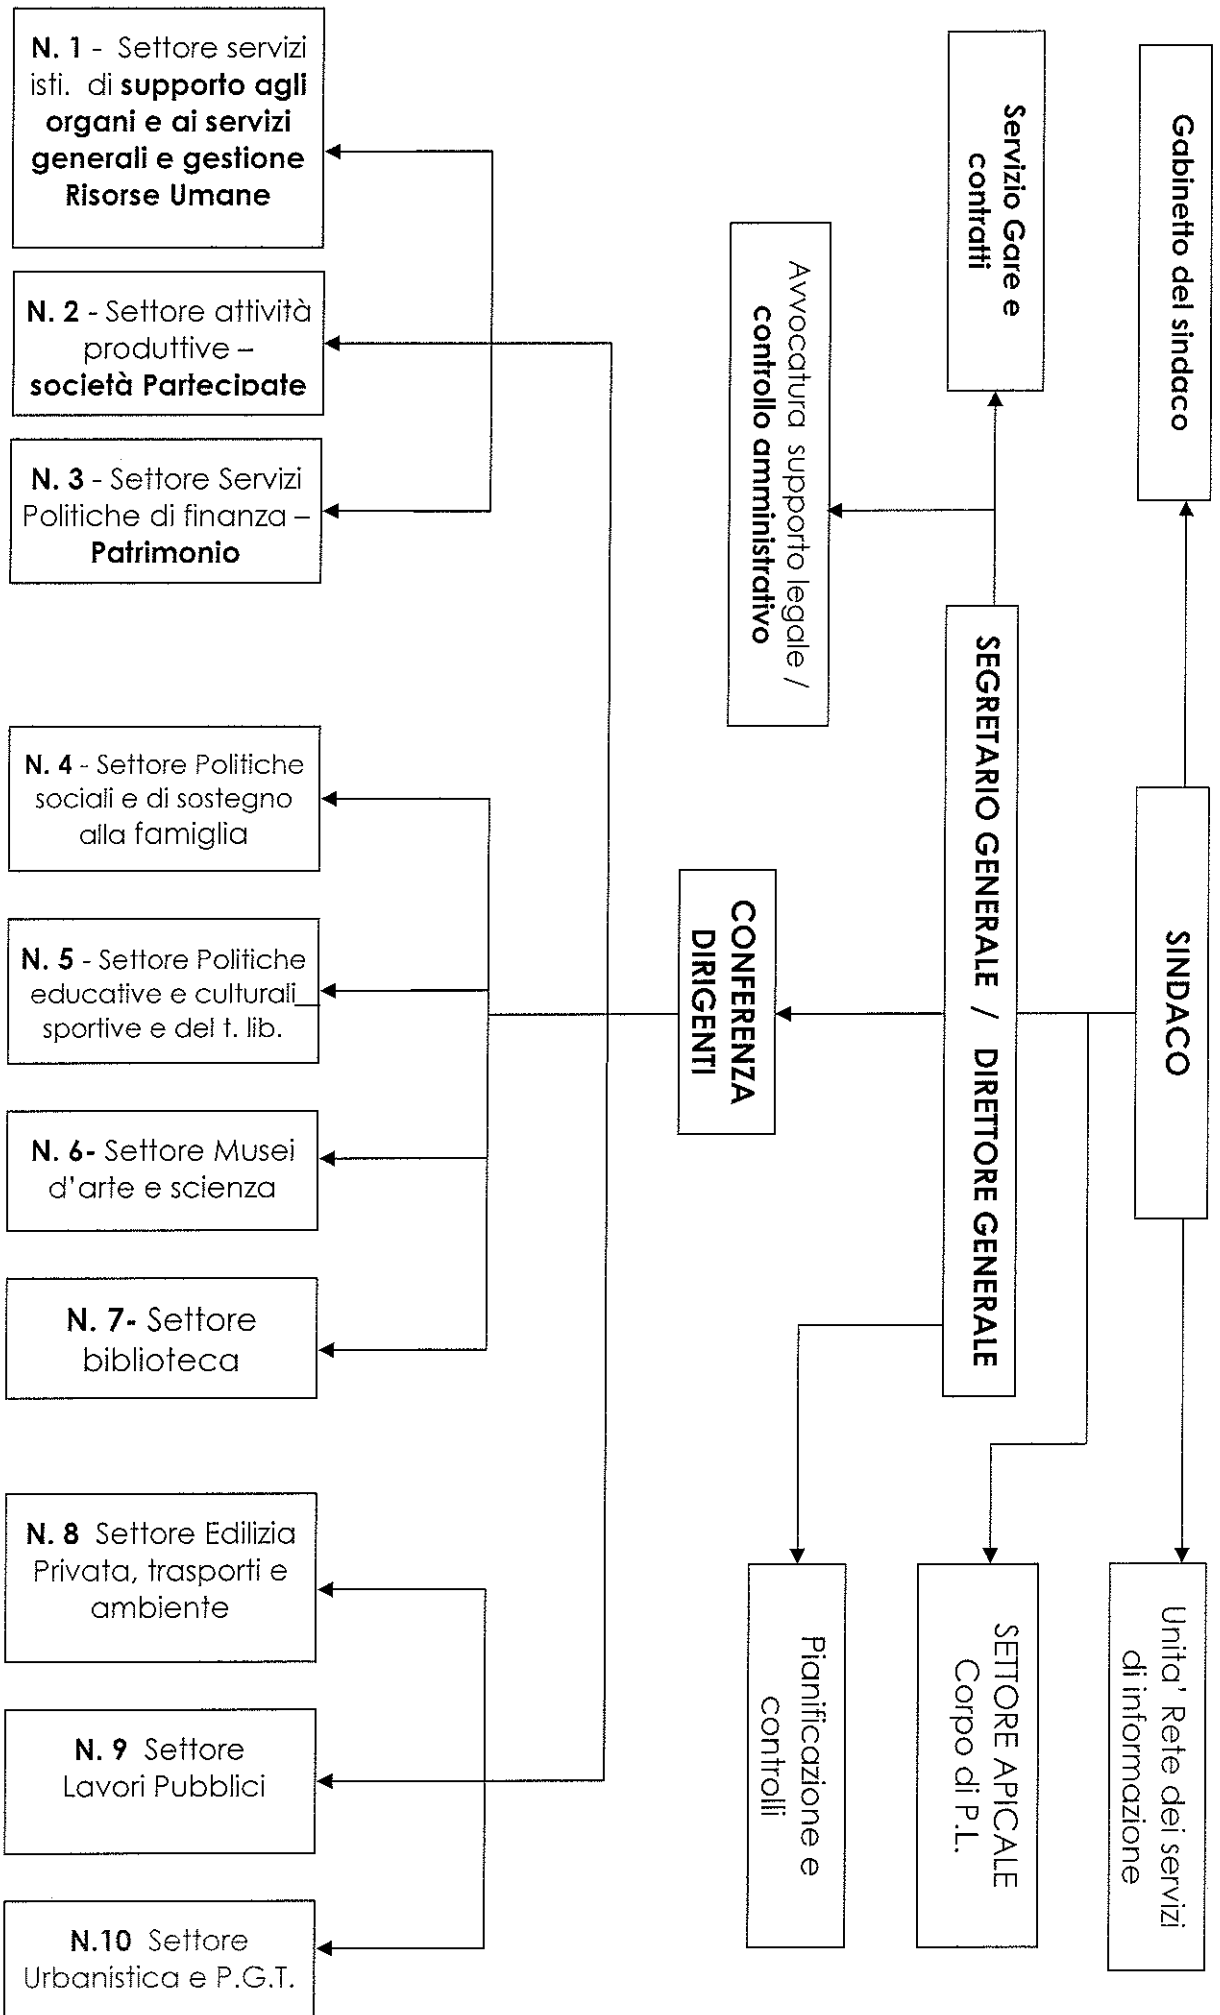 Gabinetto del sindaco
SINDACO
Unita' Rete dei servizi
di informazione
Servizio Gare e
contratti
SEGRETARIO GENERALE / DIRETTORE GENERALE
SETTORE APICALE
Corpo di P.L.
Avvocatura supporto legale /
controllo amministrativo
CONFERENZA
DIRIGENTI
Pianificazione e
controlli
N. 1 - Settore servizi
isti. di supporto agli
organi e ai servizi
generali e gestione
Risorse Umane
N. 2 - Settore attività
produttive –
società Partecipate
N. 3 - Settore Servizi
Politiche di finanza –
Patrimonio
N. 4 - Settore Politiche
sociali e di sostegno
alla famiglia
N. 5 - Settore Politiche
educative e culturali_
sportive e del t. lib.
N. 6- Settore Musei
d'arte e scienza
N. 7- Settore
biblioteca
N. 8 Settore Edilizia
Privata, trasporti e
ambiente
N. 9 Settore
Lavori Pubblici
N.10 Settore
Urbanistica e P.G.T.